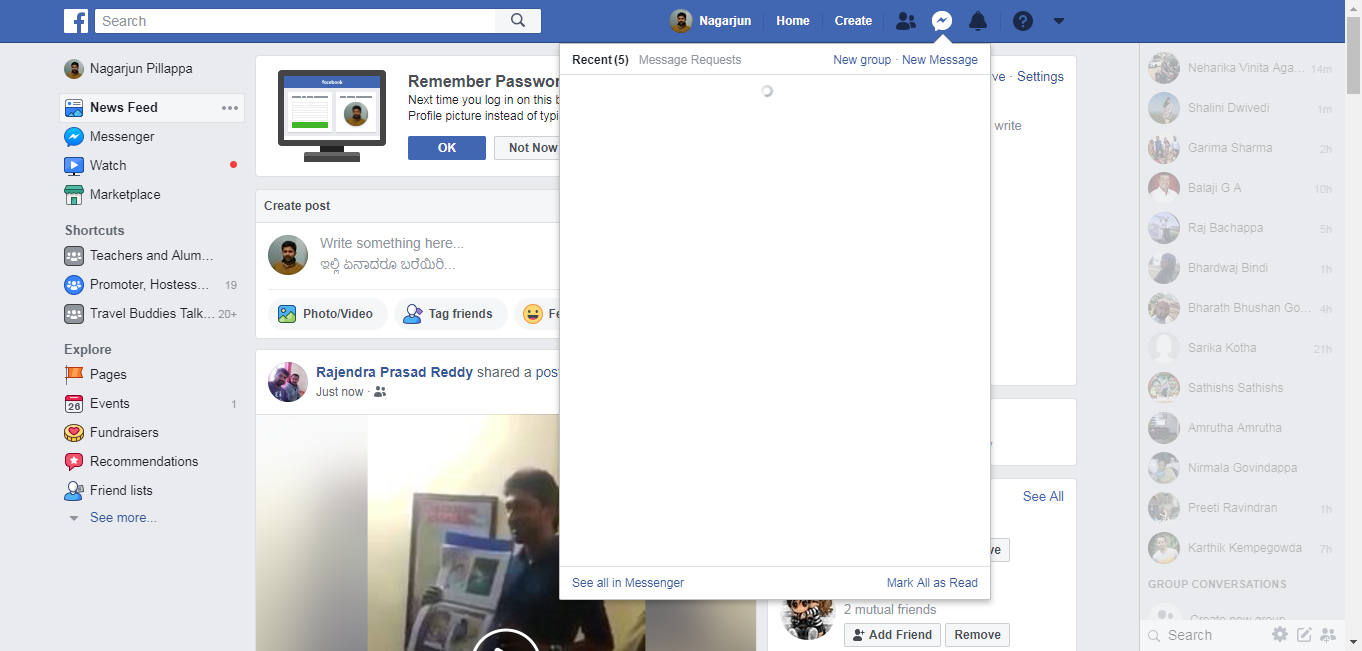 Search
Nagarjun
Home
Create
Nagarjun Pillappa
News Feed
Messenger
Watch
Marketplace
Shortcuts
Teachers and Alum...
Promoter, Hostess... 19
Travel Buddies Talk... 20+
Explore
Pages
Events 1
Fundraisers
Recommendations
Friend lists
See more...
facebook
Remember Passwor
Next time you log in on this b
Profile picture instead of typi
OK
Not Now
Create post
Write something here...
ಇಲ್ಲಿ ಏನಾದರೂ ಬರೆಯಿರಿ...
Photo/Video
Tag friends
Fe
Rajendra Prasad Reddy shared a post
Just now ·
Recent (5) Message Requests New group · New Message
See all in Messenger Mark All as Read
ve · Settings
write
See All
ve
2 mutual friends
Add Friend
Remove
Neharika Vinita Aga... 14m
Shalini Dwivedi 1m
Garima Sharma 2h
Balaji G A 10h
Raj Bachappa 5h
Bhardwaj Bindi 1h
Bharath Bhushan Go... 4h
Sarika Kotha 21h
Sathishs Sathishs
Amrutha Amrutha
Nirmala Govindappa
Preeti Ravindran 1h
Karthik Kempegowda 7h
GROUP CONVERSATIONS
Create new group
Search